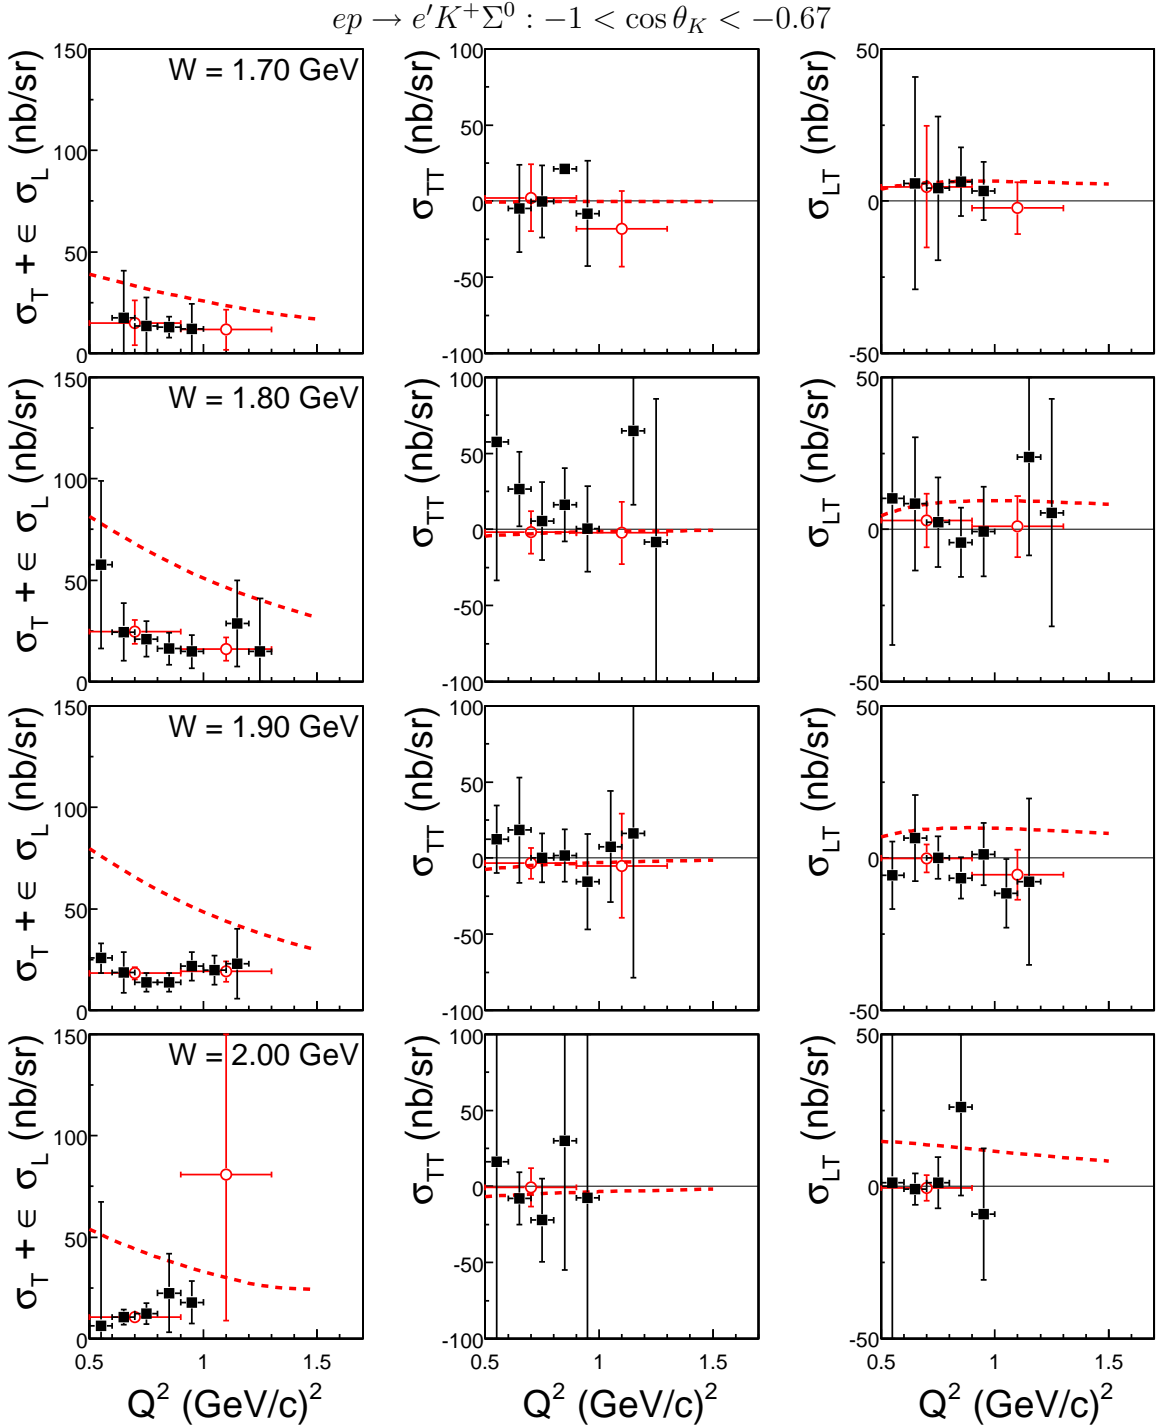 ep → e′K⁺Σ⁰ : −1 < cos θ_K < −0.67
σ_T + ϵ σ_L (nb/sr)
150
100
50
0
W = 1.70 GeV
σ_TT (nb/sr)
100
50
0
-50
-100
σ_LT (nb/sr)
50
0
-50
σ_T + ϵ σ_L (nb/sr)
150
100
50
0
W = 1.80 GeV
σ_TT (nb/sr)
100
50
0
-50
-100
σ_LT (nb/sr)
50
0
-50
σ_T + ϵ σ_L (nb/sr)
150
100
50
0
W = 1.90 GeV
σ_TT (nb/sr)
100
50
0
-50
-100
σ_LT (nb/sr)
50
0
-50
σ_T + ϵ σ_L (nb/sr)
150
100
50
0
W = 2.00 GeV
σ_TT (nb/sr)
100
50
0
-50
-100
σ_LT (nb/sr)
50
0
-50
0.5 1 1.5
0.5 1 1.5
0.5 1 1.5
Q² (GeV/c)²
Q² (GeV/c)²
Q² (GeV/c)²